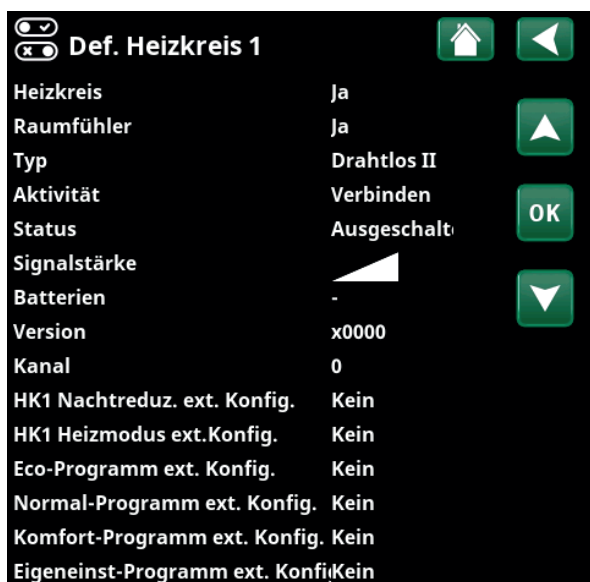 Def. Heizkreis 1
Heizkreis Ja
Raumfühler Ja
Typ Drahtlos II
Aktivität Verbinden
OK
Status Ausgeschalt
Signalstärke
Batterien -
Version x0000
Kanal 0
HK1 Nachtreduz. ext. Konfig. Kein
HK1 Heizmodus ext.Konfig. Kein
Eco-Programm ext. Konfig. Kein
Normal-Programm ext. Konfig. Kein
Komfort-Programm ext. Konfig. Kein
Eigeneinst-Programm ext. Konfi Kein